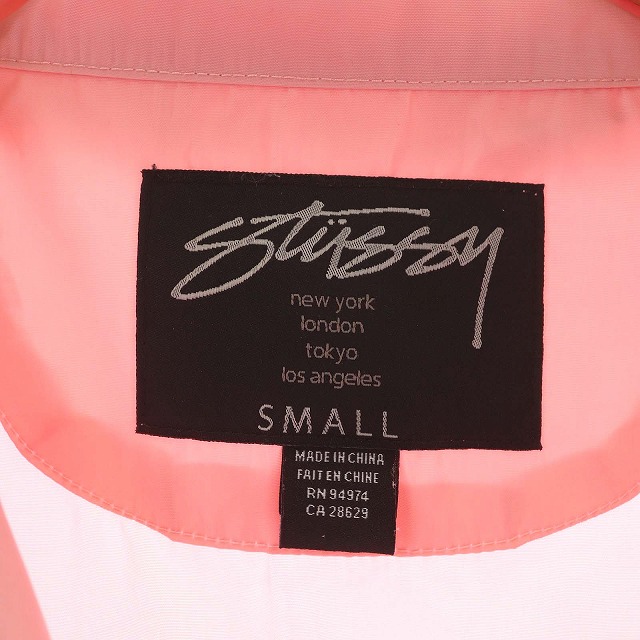 Stüssy
new york
london
tokyo
los angeles
SMALL
MADE IN CHINA
FAIT EN CHINE
RN 94974
CA 28629